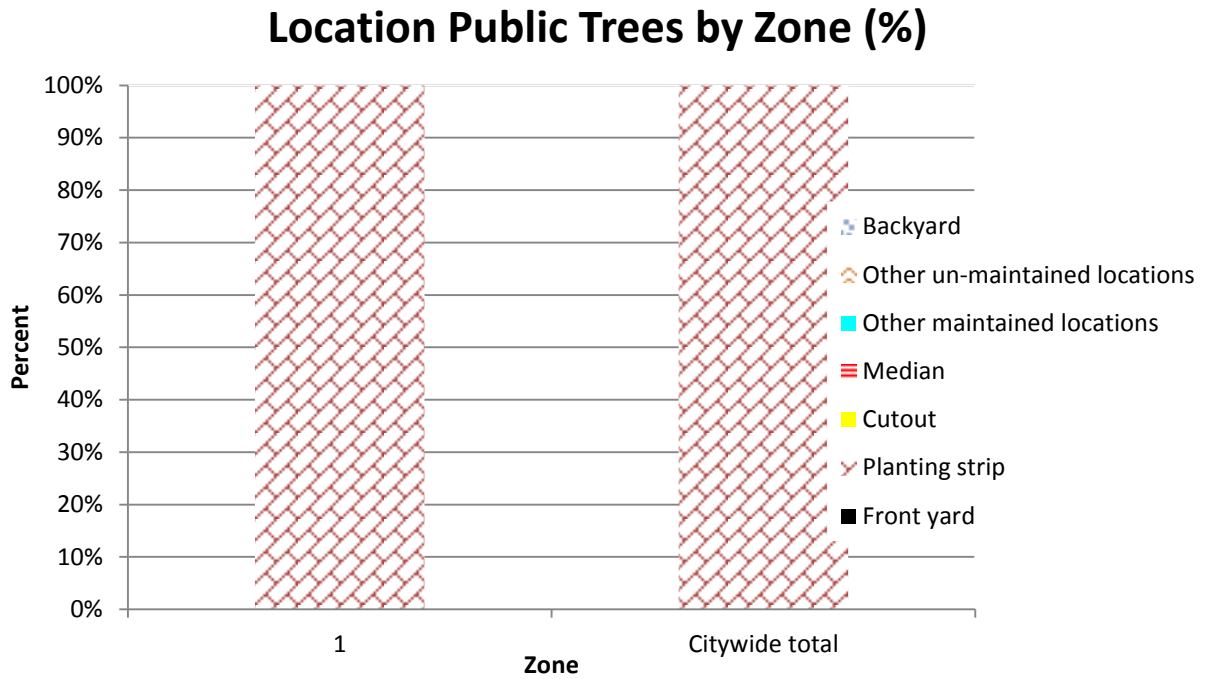 Location Public Trees by Zone (%)
100%
90%
80%
70%
60%
50%
40%
30%
20%
10%
0%
Percent
1
Citywide total
Zone
Backyard
Other un-maintained locations
Other maintained locations
Median
Cutout
Planting strip
Front yard